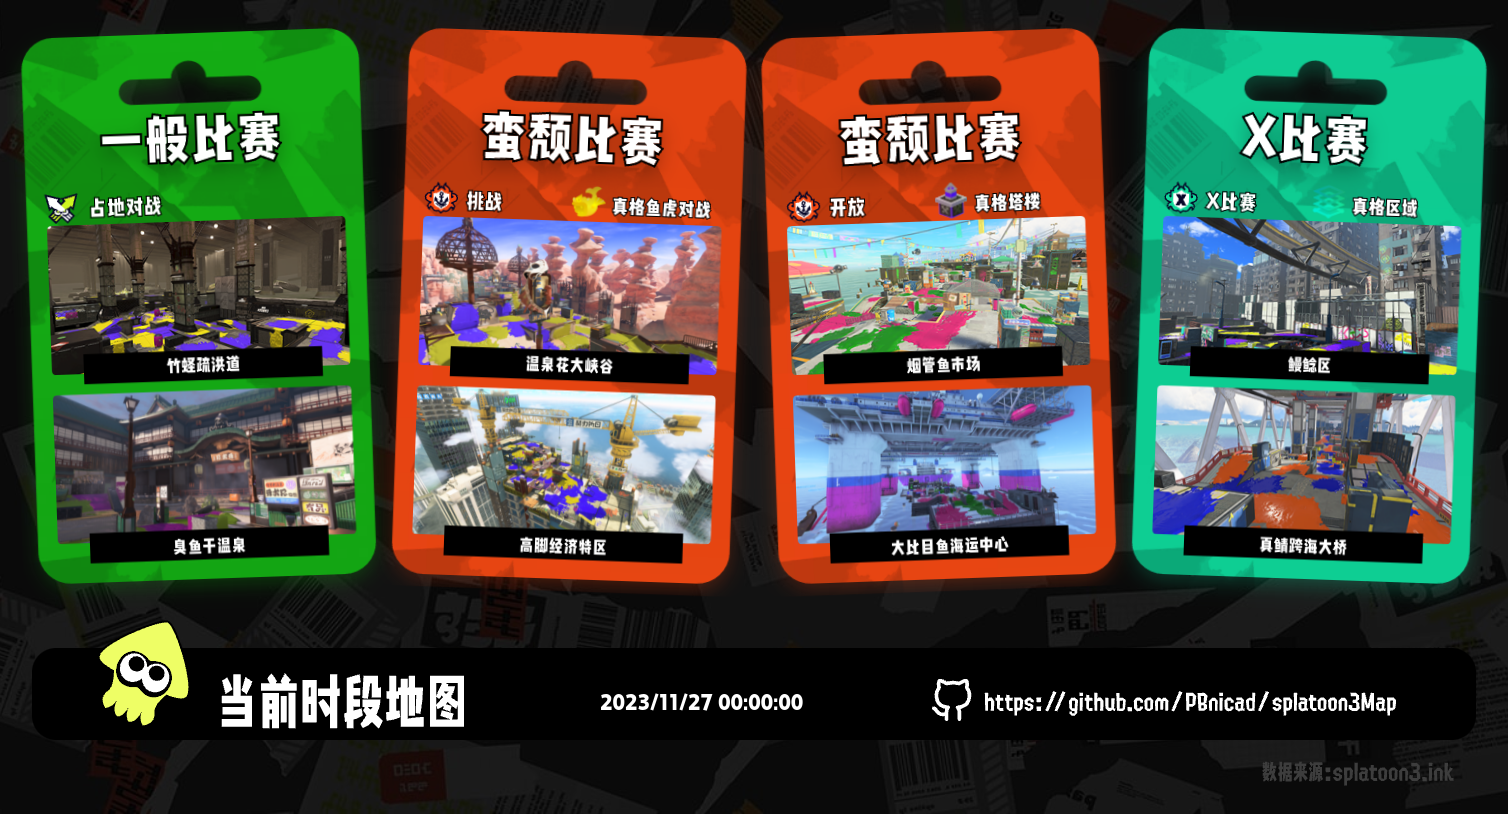 一般比赛
占地对战
竹蛏疏洪道
臭鱼干温泉
蛮颓比赛
挑战
真格鱼虎对战
温泉花大峡谷
高脚经济特区
蛮颓比赛
开放
真格塔楼
烟管鱼市场
大比目鱼海运中心
X比赛
X比赛
真格区域
鳗鲶区
真鲭跨海大桥
当前时段地图
2023/11/27 00:00:00
https://github.com/PBnicad/splatoon3Map
数据来源:splatoon3.ink